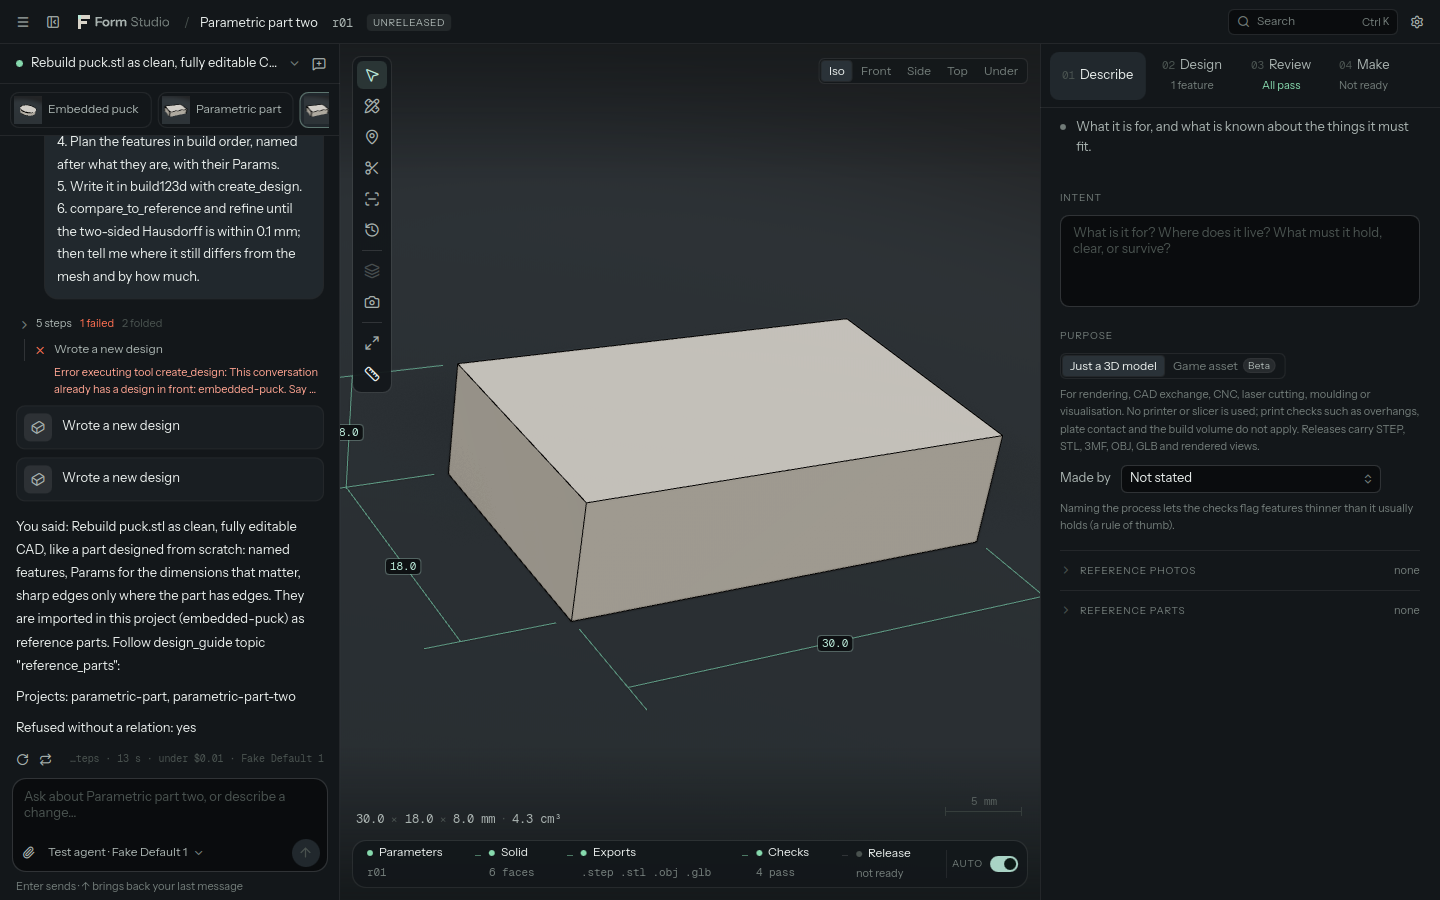 Form Studio / Parametric part two r01 UNRELEASED
Search Ctrl K
Rebuild puck.stl as clean, fully editable C...
Embedded puck
Parametric part
4. Plan the features in build order, named
after what they are, with their Params.
5. Write it in build123d with create_design.
6. compare_to_reference and refine until
the two-sided Hausdorff is within 0.1 mm;
then tell me where it still differs from the
mesh and by how much.
5 steps 1 failed 2 folded
Wrote a new design
Error executing tool create_design: This conversation
already has a design in front: embedded-puck. Say ...
Wrote a new design
Wrote a new design
You said: Rebuild puck.stl as clean, fully editable
CAD, like a part designed from scratch: named
features, Params for the dimensions that matter,
sharp edges only where the part has edges. They
are imported in this project (embedded-puck) as
reference parts. Follow design_guide topic
"reference_parts":
Projects: parametric-part, parametric-part-two
Refused without a relation: yes
…teps · 13 s · under $0.01 · Fake Default 1
Ask about Parametric part two, or describe a
change...
Test agent · Fake Default 1
Enter sends · ↑ brings back your last message
Iso Front Side Top Under
8.0
18.0
30.0
5 mm
30.0 × 18.0 × 8.0 mm · 4.3 cm³
Parameters
r01
Solid
6 faces
Exports
.step .stl .obj .glb
Checks
4 pass
Release
not ready
AUTO
01 Describe
02 Design
1 feature
03 Review
All pass
04 Make
Not ready
What it is for, and what is known about the things it must
fit.
INTENT
What is it for? Where does it live? What must it hold,
clear, or survive?
PURPOSE
Just a 3D model Game asset Beta
For rendering, CAD exchange, CNC, laser cutting, moulding or
visualisation. No printer or slicer is used; print checks such as overhangs,
plate contact and the build volume do not apply. Releases carry STEP,
STL, 3MF, OBJ, GLB and rendered views.
Made by Not stated
Naming the process lets the checks flag features thinner than it usually
holds (a rule of thumb).
REFERENCE PHOTOS none
REFERENCE PARTS none